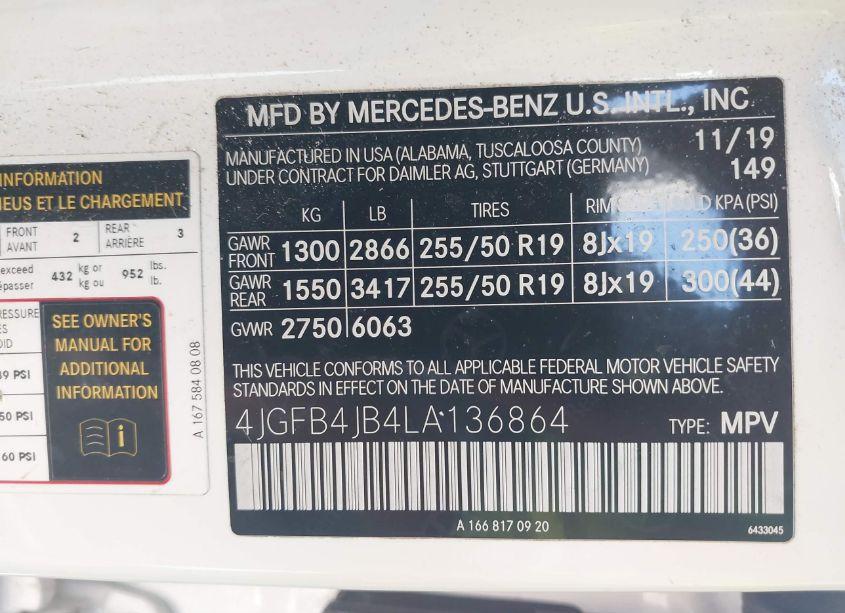 INFORMATION
NEUS ET LE CHARGEMENT
FRONT AVANT 2 REAR ARRIÈRE 3
exceed 432 kg or kg ou 952 lbs. lb.
SEE OWNER'S
MANUAL FOR
ADDITIONAL
INFORMATION
PSI
50 PSI
60 PSI
A 167 584 08 08
MFD BY MERCEDES-BENZ U.S. INTL., INC
MANUFACTURED IN USA (ALABAMA, TUSCALOOSA COUNTY) 11/19
UNDER CONTRACT FOR DAIMLER AG, STUTTGART (GERMANY) 149
KG LB TIRES KPA (PSI)
GAWR FRONT 1300 2866 255/50 R19 8Jx19 250(36)
GAWR REAR 1550 3417 255/50 R19 8Jx19 300(44)
GVWR 2750 6063
THIS VEHICLE CONFORMS TO ALL APPLICABLE FEDERAL MOTOR VEHICLE SAFETY
STANDARDS IN EFFECT ON THE DATE OF MANUFACTURE SHOWN ABOVE.
4JGFB4JB4LA136864 TYPE: MPV
A 166 817 09 20
6433045